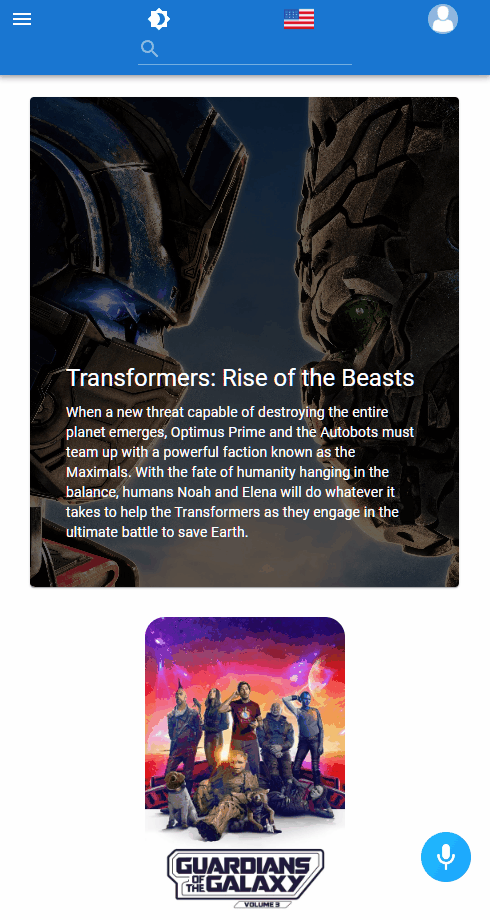 Transformers: Rise of the Beasts
When a new threat capable of destroying the entire
planet emerges, Optimus Prime and the Autobots must
team up with a powerful faction known as the
Maximals. With the fate of humanity hanging in the
balance, humans Noah and Elena will do whatever it
takes to help the Transformers as they engage in the
ultimate battle to save Earth.
GUARDIANS
OF THE GALAXY
VOLUME 3